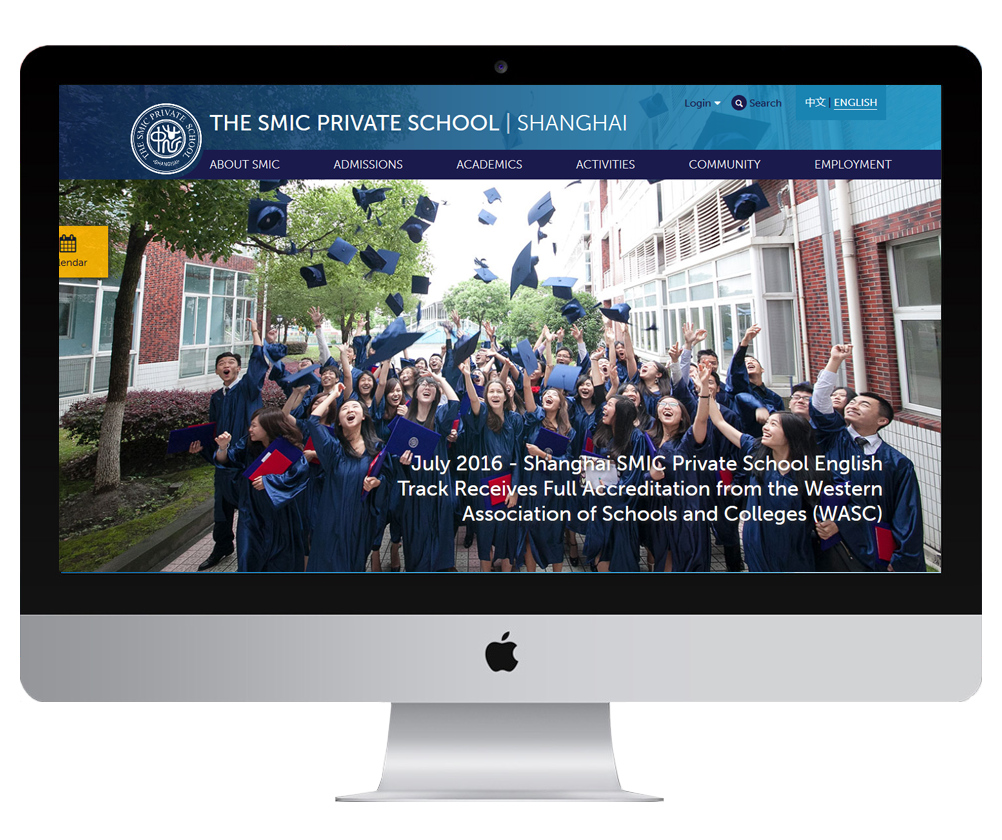 Login
Search
中文 | ENGLISH
THE SMIC PRIVATE SCHOOL | SHANGHAI
THE SMIC PRIVATE SCHOOL
SHANGHAI
ABOUT SMIC
ADMISSIONS
ACADEMICS
ACTIVITIES
COMMUNITY
EMPLOYMENT
lendar
July 2016 - Shanghai SMIC Private School English
Track Receives Full Accreditation from the Western
Association of Schools and Colleges (WASC)